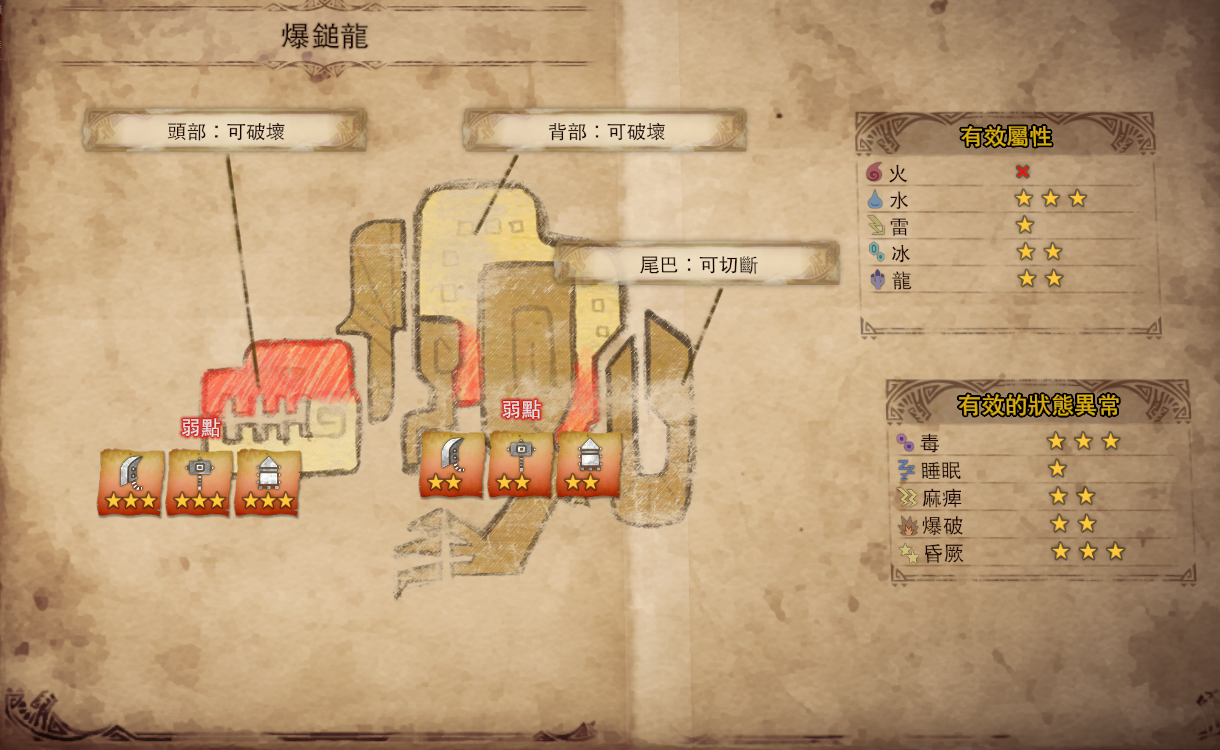 爆鎚龍
頭部：可破壞
背部：可破壞
尾巴：可切斷
弱點
弱點
有效屬性
火
水
雷
冰
龍
有效的狀態異常
毒
睡眠
麻痺
爆破
昏厥